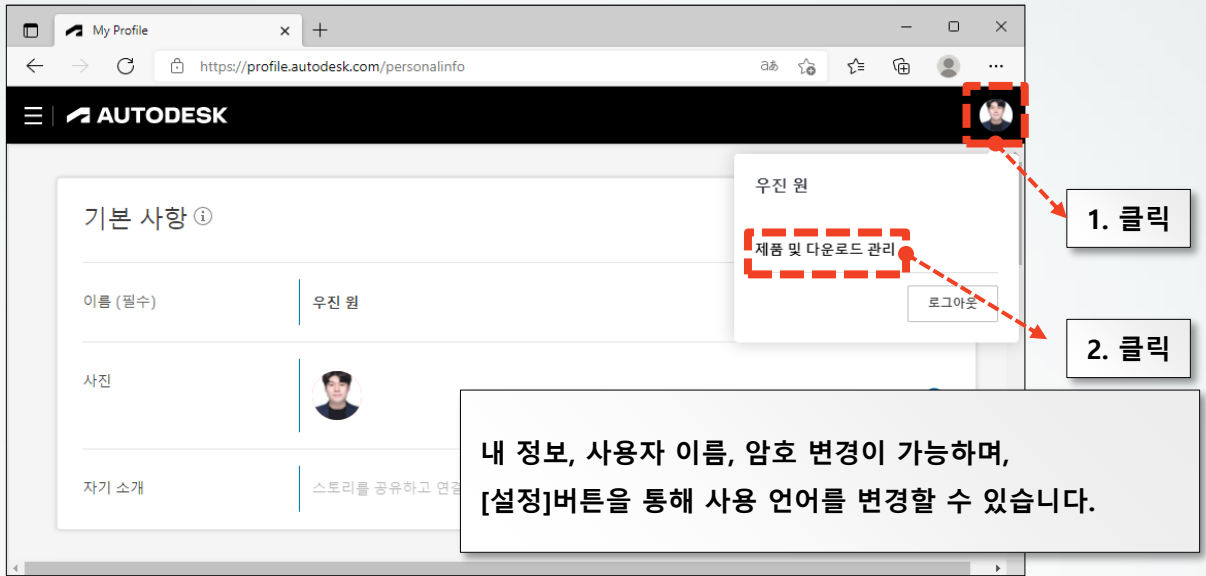 My Profile
https://profile.autodesk.com/personalinfo
aあ
AUTODESK
우진 원
기본 사항
1. 클릭
제품 및 다운로드 관리
이름 (필수)
우진 원
로그아웃
2. 클릭
사진
내 정보, 사용자 이름, 암호 변경이 가능하며,
[설정]버튼을 통해 사용 언어를 변경할 수 있습니다.
자기 소개
스토리를 공유하고 연결